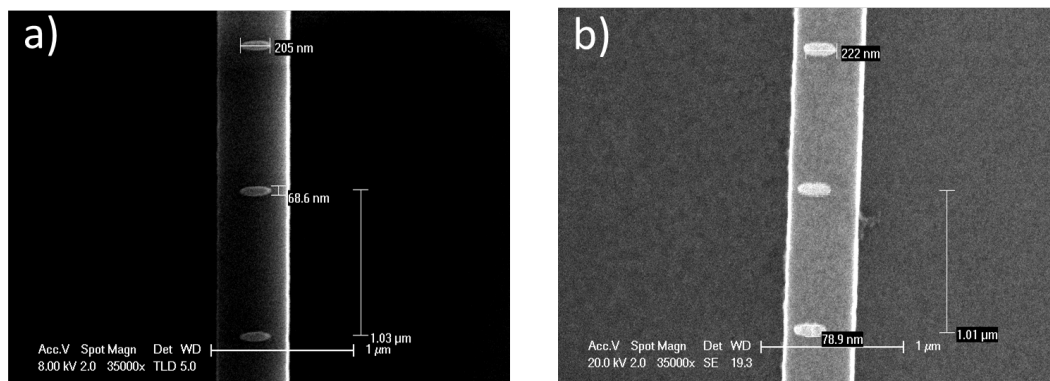 a)
205 nm
68.6 nm
1.03 µm
Acc.V Spot Magn Det WD
1 µm
8.00 kV 2.0 35000x TLD 5.0
b)
222 nm
78.9 nm
1.01 µm
Acc.V Spot Magn Det WD
1 µm
20.0 kV 2.0 35000x SE 19.3